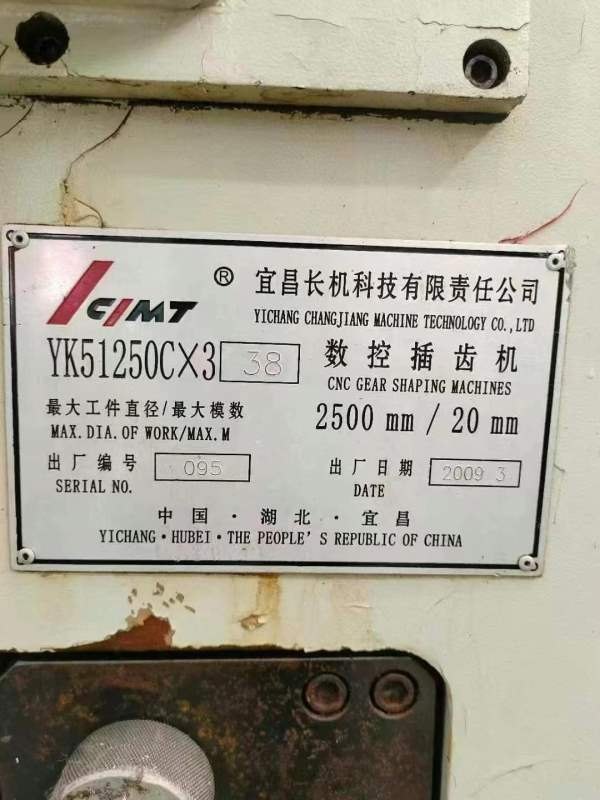 CIMT ® 宜昌长机科技有限责任公司
YICHANG CHANGJIANG MACHINE TECHNOLOGY CO.,LTD
YK51250C×3 38 数控插齿机
CNC GEAR SHAPING MACHINES
最大工件直径/最大模数 2500 mm / 20 mm
MAX.DIA.OF WORK/MAX.M
出厂编号 095 出厂日期 2009 3
SERIAL NO. DATE
中国·湖北·宜昌
YICHANG·HUBEI·THE PEOPLE'S REPUBLIC OF CHINA